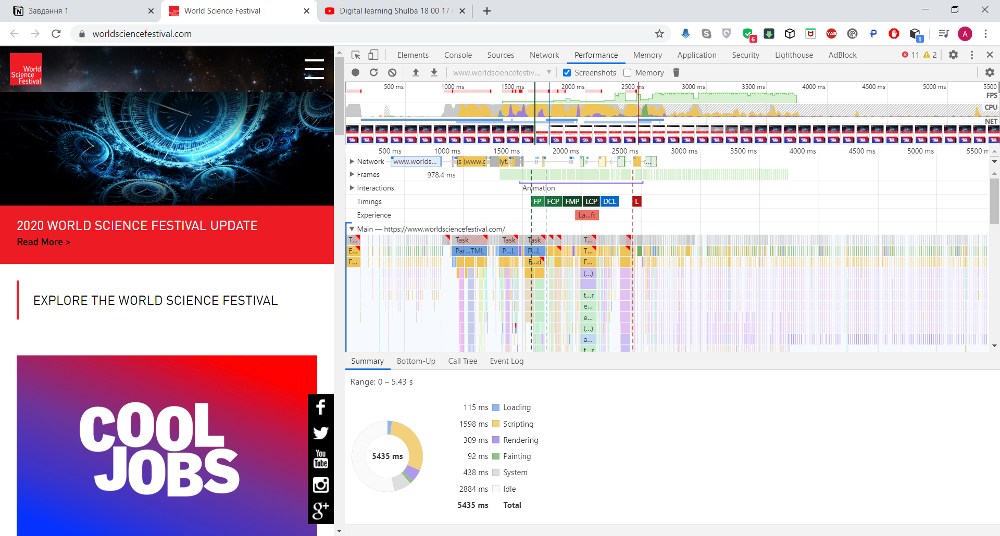 Завдання 1
World Science Festival
Digital learning Shulba 18 00 17
worldsciencefestival.com
6
1
A
World
Science
Festival
2020 WORLD SCIENCE FESTIVAL UPDATE
Read More >
EXPLORE THE WORLD SCIENCE FESTIVAL
COOL
JOBS
You
Tube
Elements Console Sources Network Performance Memory Application Security Lighthouse AdBlock 11 2
www.worldsciencefestiv... Screenshots Memory
500 ms 1000 ms 1500 ms 2000 ms 2500 ms 3000 ms 3500 ms 4000 ms 4500 ms 5000 ms 5500
FPS
CPU
NET
500 ms 1000 ms 1500 ms 2000 ms 2500 ms 3000 ms 3500 ms 4000 ms 4500 ms 5000 ms 5500 m
Network www.worlds... js (www.g lyt... ...
Frames 978.4 ms
Interactions Animation
Timings FP FCP FMP LCP DCL L
Experience La...ft
Main — https://www.worldsciencefestival.com/
T... Task Task Task T...
E... Par...TML P...L P...L T...
F... E...d F...
(...)
t...r
e...
e...
(...)
a...
t...r
Summary Bottom-Up Call Tree Event Log
Range: 0 – 5.43 s
5435 ms
115 ms Loading
1598 ms Scripting
309 ms Rendering
92 ms Painting
438 ms System
2884 ms Idle
5435 ms Total